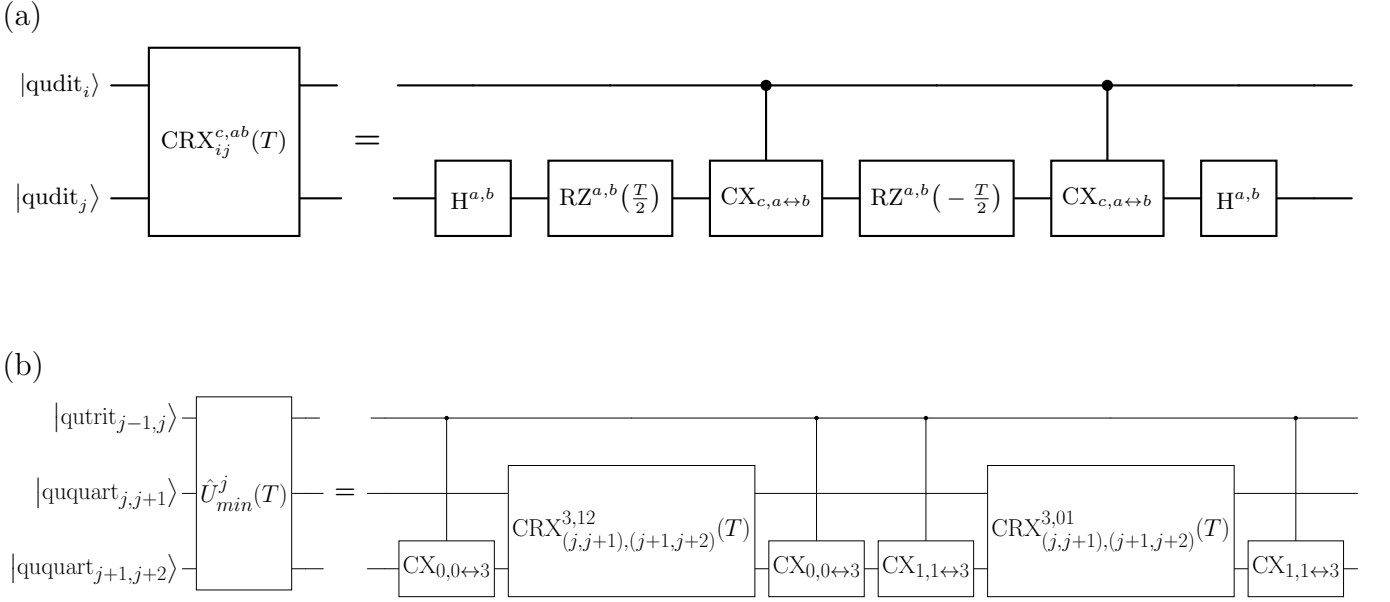 (a)
|qudit_i⟩ CRX^{c,ab}_{ij}(T) =
|qudit_j⟩ H^{a,b} RZ^{a,b}(T/2) CX_{c,a↔b} RZ^{a,b}(− T/2) CX_{c,a↔b} H^{a,b}
(b)
|qutrit_{j−1,j}⟩
|ququart_{j,j+1}⟩ Û^j_{min}(T) = CRX^{3,12}_{(j,j+1),(j+1,j+2)}(T) CRX^{3,01}_{(j,j+1),(j+1,j+2)}(T)
|ququart_{j+1,j+2}⟩ CX_{0,0↔3} CX_{0,0↔3} CX_{1,1↔3} CX_{1,1↔3}